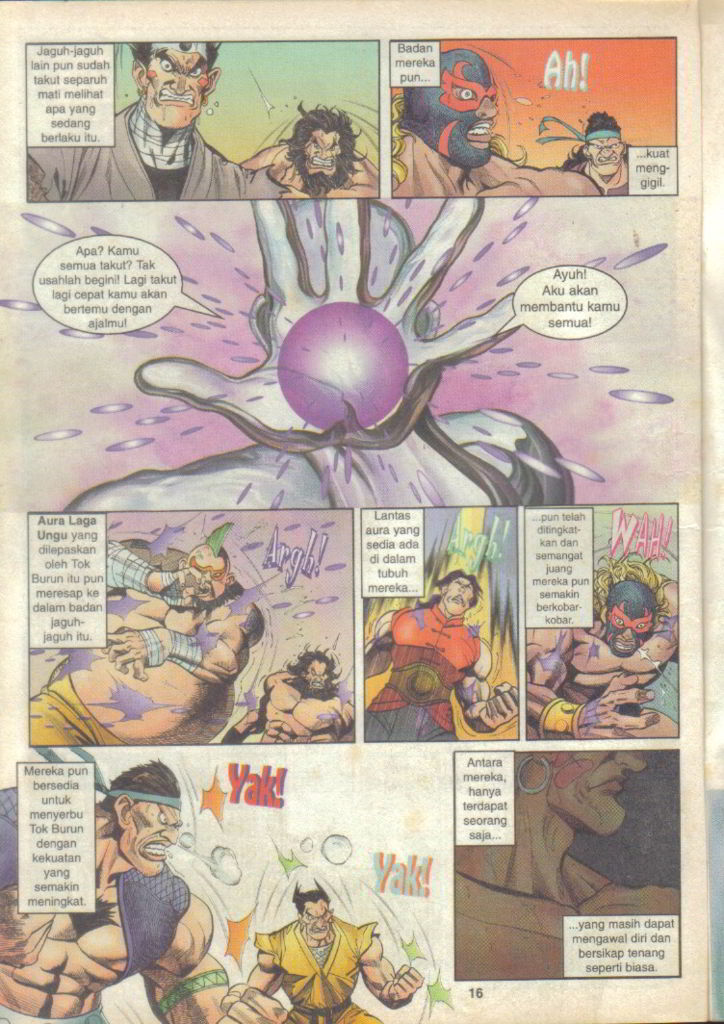 Jaguh-jaguh
lain pun sudah
takut separuh
mati melihat
apa yang
sedang
berlaku itu.
Badan
mereka
pun...
Ah!
...kuat
meng-
gigil.
Apa? Kamu
semua takut? Tak
usahlah begini! Lagi takut
lagi cepat kamu akan
bertemu dengan
ajalmu!
Ayuh!
Aku akan
membantu kamu
semua!
Aura Laga
Ungu yang
dilepaskan
oleh Tok
Burun itu pun
meresap ke
dalam badan
jaguh-
jaguh itu.
Argh!
Lantas
aura yang
sedia ada
di dalam
tubuh
mereka...
Argh!
...pun telah
ditingkat-
kan dan
semangat
juang
mereka pun
semakin
berkobar-
kobar.
WAH!
Mereka pun
bersedia
untuk
menyerbu
Tok Burun
dengan
kekuatan
yang
semakin
meningkat.
Yak!
Yak!
Antara
mereka,
hanya
terdapat
seorang
saja...
...yang masih dapat
mengawal diri dan
bersikap tenang
seperti biasa.
16